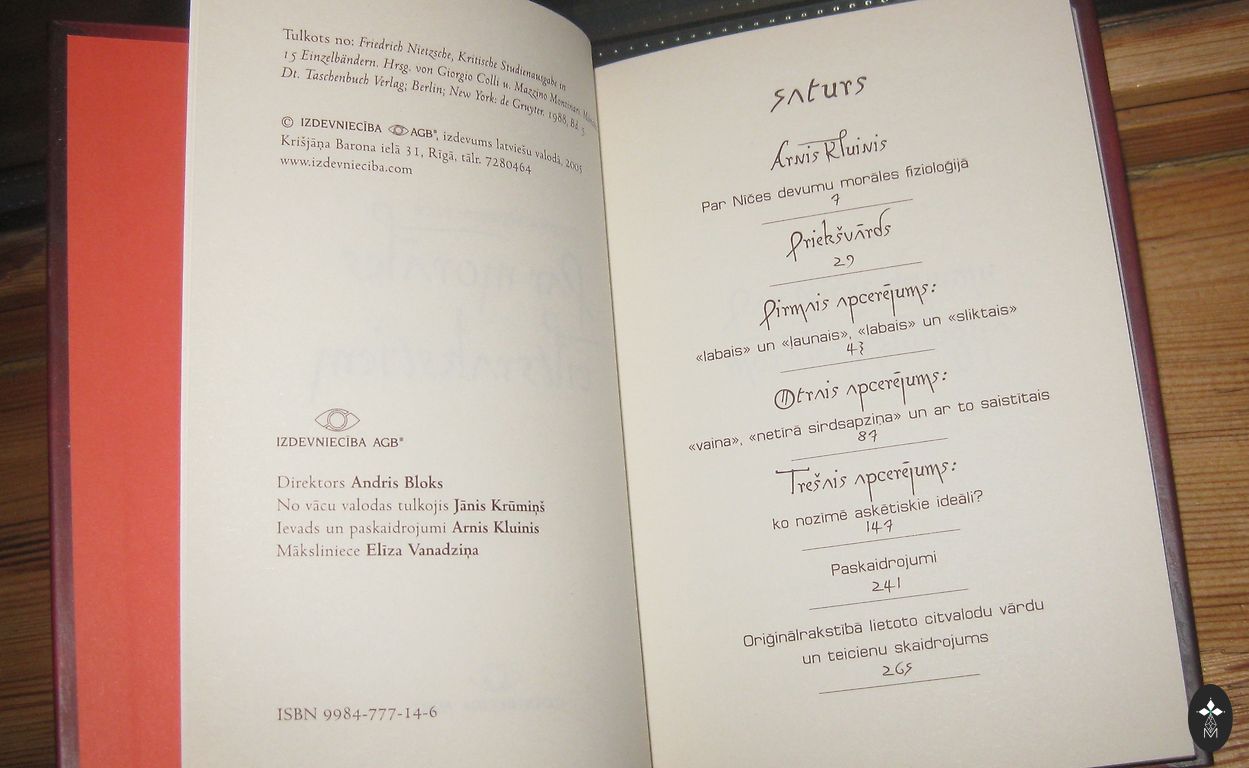 Tulkots no: Friedrich Nietzsche, Kritische Studienausgabe in
15 Einzelbändern. Hrsg. von Giorgio Colli u. Mazzino Montinari.
Dt. Taschenbuch Verlag; Berlin; New York: de Gruyter, 1988, Bd. 5
© IZDEVNIECĪBA AGB®, izdevums latviešu valodā, 2005
Krišjāņa Barona ielā 31, Rīgā, tālr. 7280464
www.izdevnieciba.com
IZDEVNIECĪBA AGB®
Direktors Andris Bloks
No vācu valodas tulkojis Jānis Krūmiņš
Ievads un paskaidrojumi Arnis Kluinis
Māksliniece Elīza Vanadziņa
ISBN 9984-777-14-6
saturs
Arnis Kluinis
Par Nīčes devumu morāles fizioloģijā
7
Priekšvārds
29
Pirmais apcerējums:
«labais» un «ļaunais», «labais» un «sliktais»
43
Otrais apcerējums:
«vaina», «netīrā sirdsapziņa» un ar to saistītais
87
Trešais apcerējums:
ko nozīmē askētiskie ideāli?
147
Paskaidrojumi
241
Oriģinālrakstībā lietoto citvalodu vārdu
un teicienu skaidrojums
265